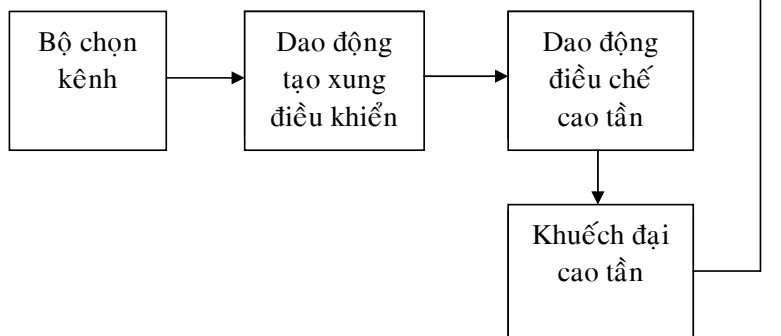 Bộ chọn
kênh
Dao động
tạo xung
điều khiển
Dao động
điều chế
cao tần
Khuếch đại
cao tần